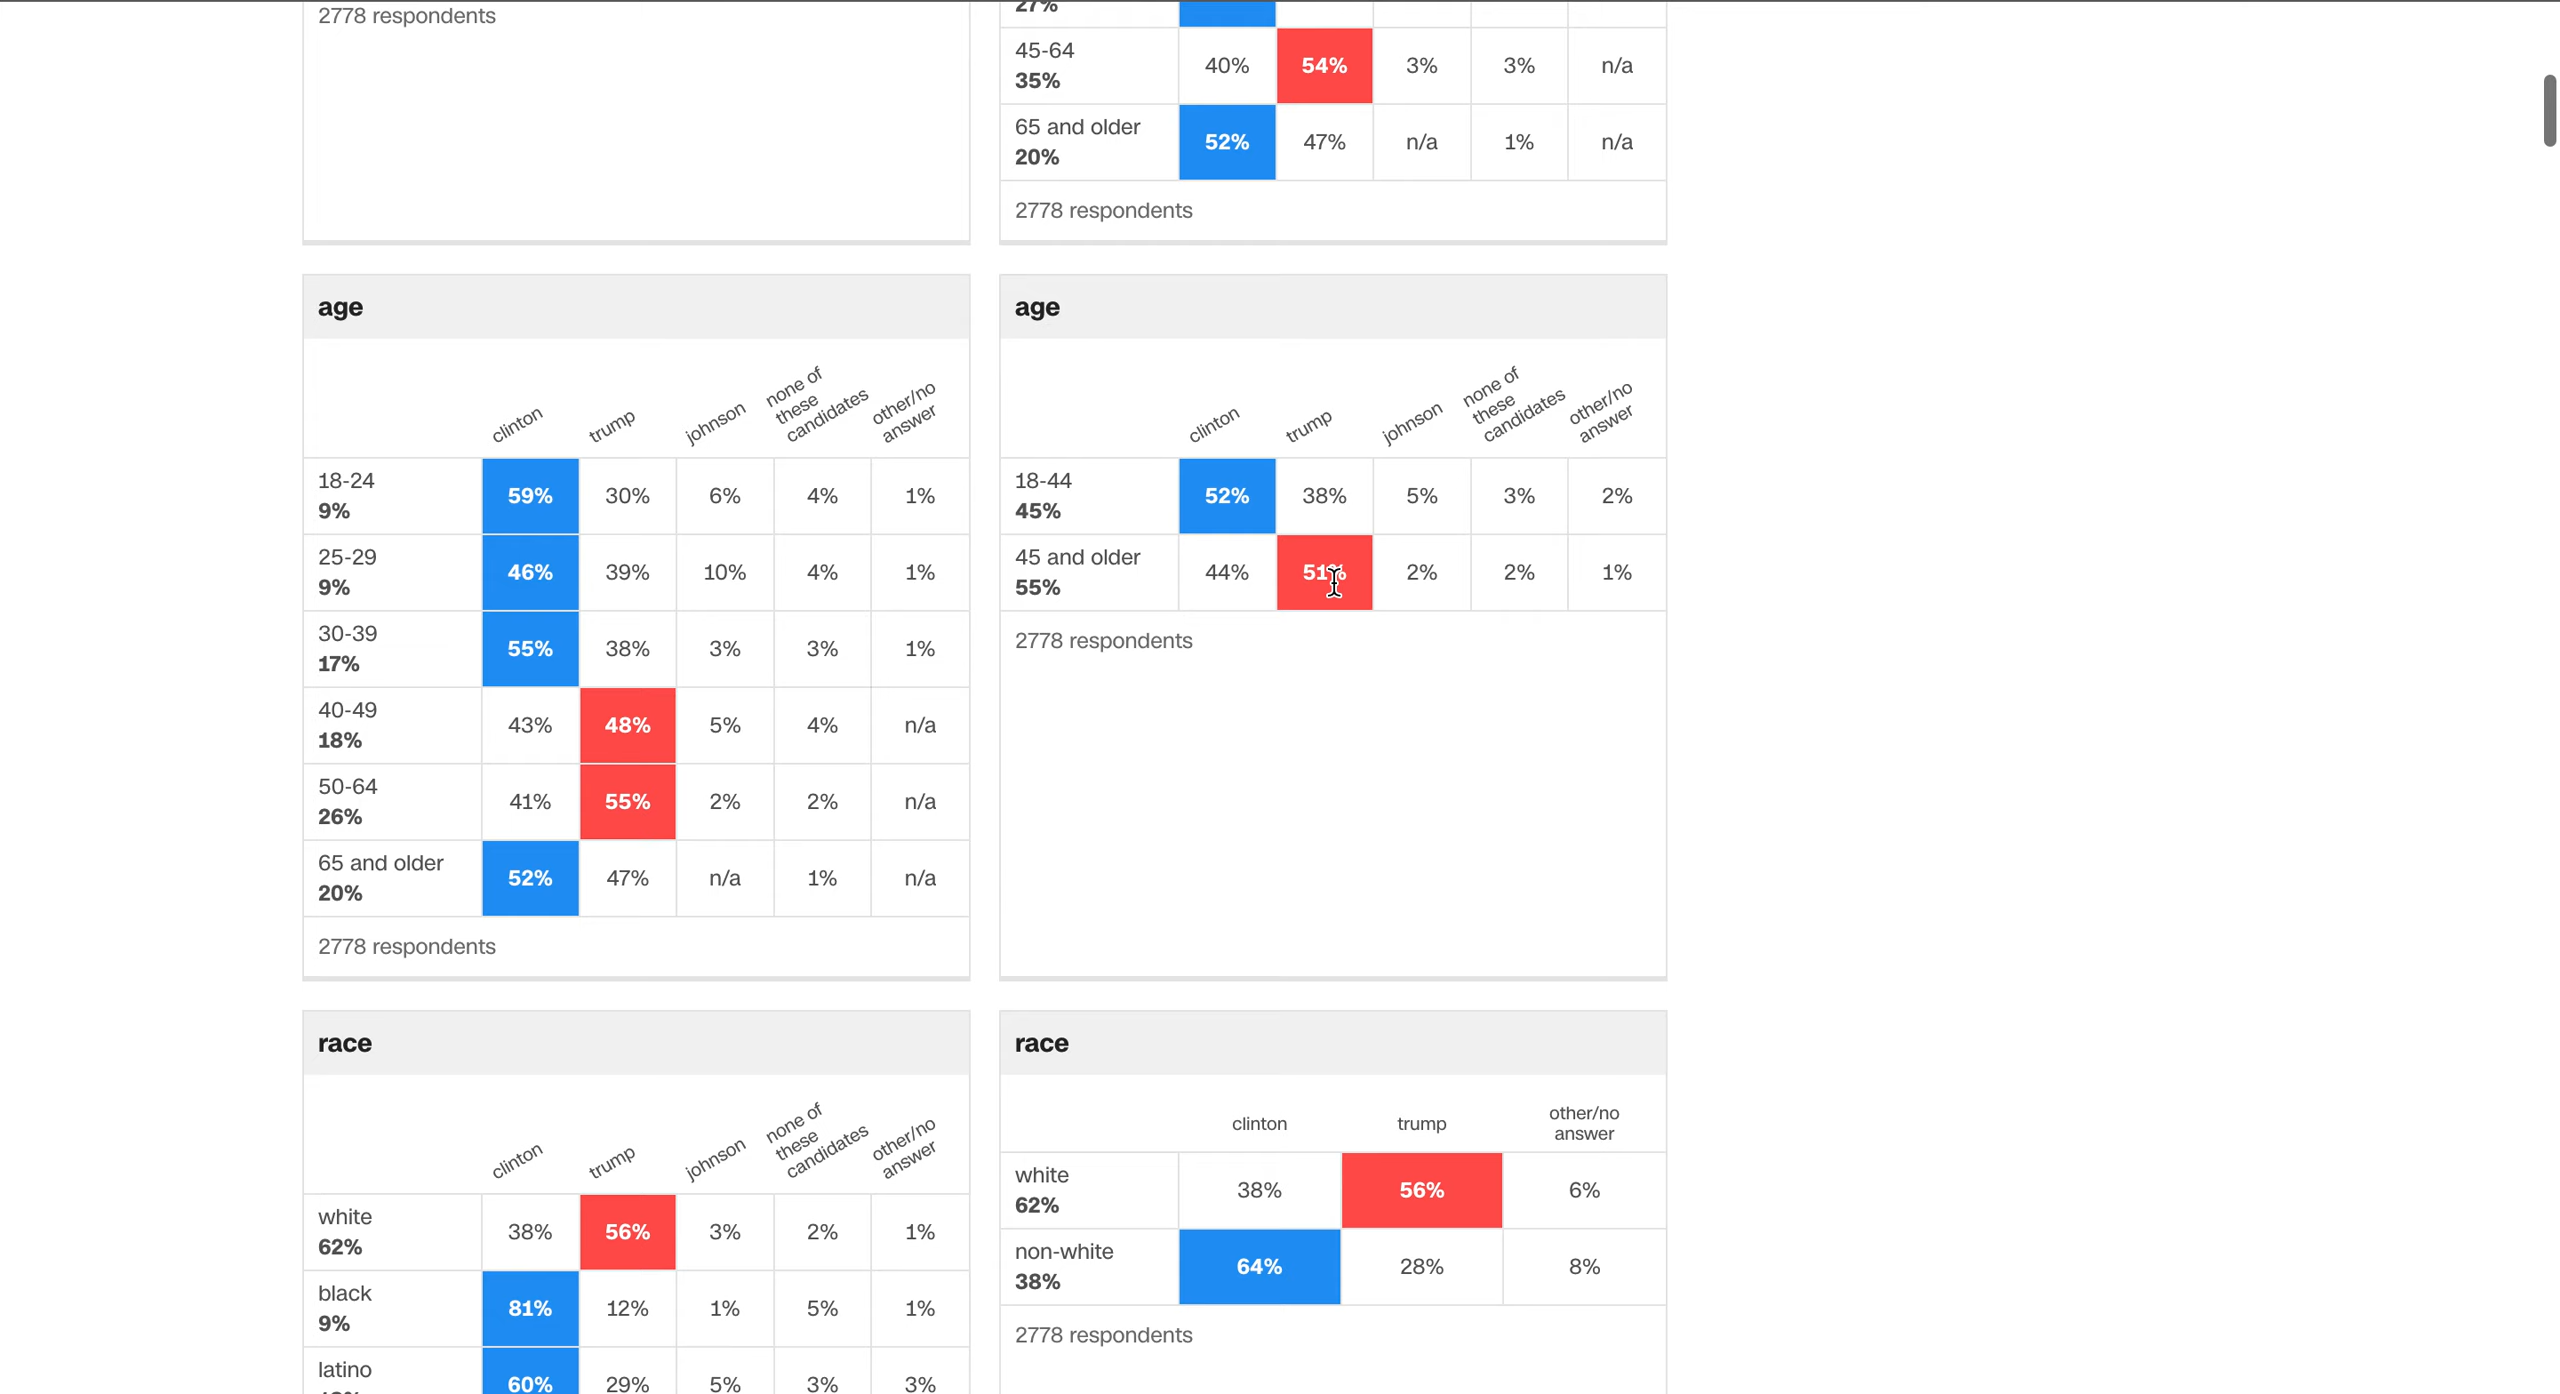 2778 respondents
27%
45-64
35%
40% 54% 3% 3% n/a
65 and older
20%
52% 47% n/a 1% n/a
2778 respondents
age
clinton trump johnson none of these candidates other/no answer
18-24
9%
59% 30% 6% 4% 1%
25-29
9%
46% 39% 10% 4% 1%
30-39
17%
55% 38% 3% 3% 1%
40-49
18%
43% 48% 5% 4% n/a
50-64
26%
41% 55% 2% 2% n/a
65 and older
20%
52% 47% n/a 1% n/a
2778 respondents
age
clinton trump johnson none of these candidates other/no answer
18-44
45%
52% 38% 5% 3% 2%
45 and older
55%
44% 51% 2% 2% 1%
2778 respondents
race
clinton trump johnson none of these candidates other/no answer
white
62%
38% 56% 3% 2% 1%
black
9%
81% 12% 1% 5% 1%
latino
60% 29% 5% 3% 3%
race
clinton trump other/no answer
white
62%
38% 56% 6%
non-white
38%
64% 28% 8%
2778 respondents